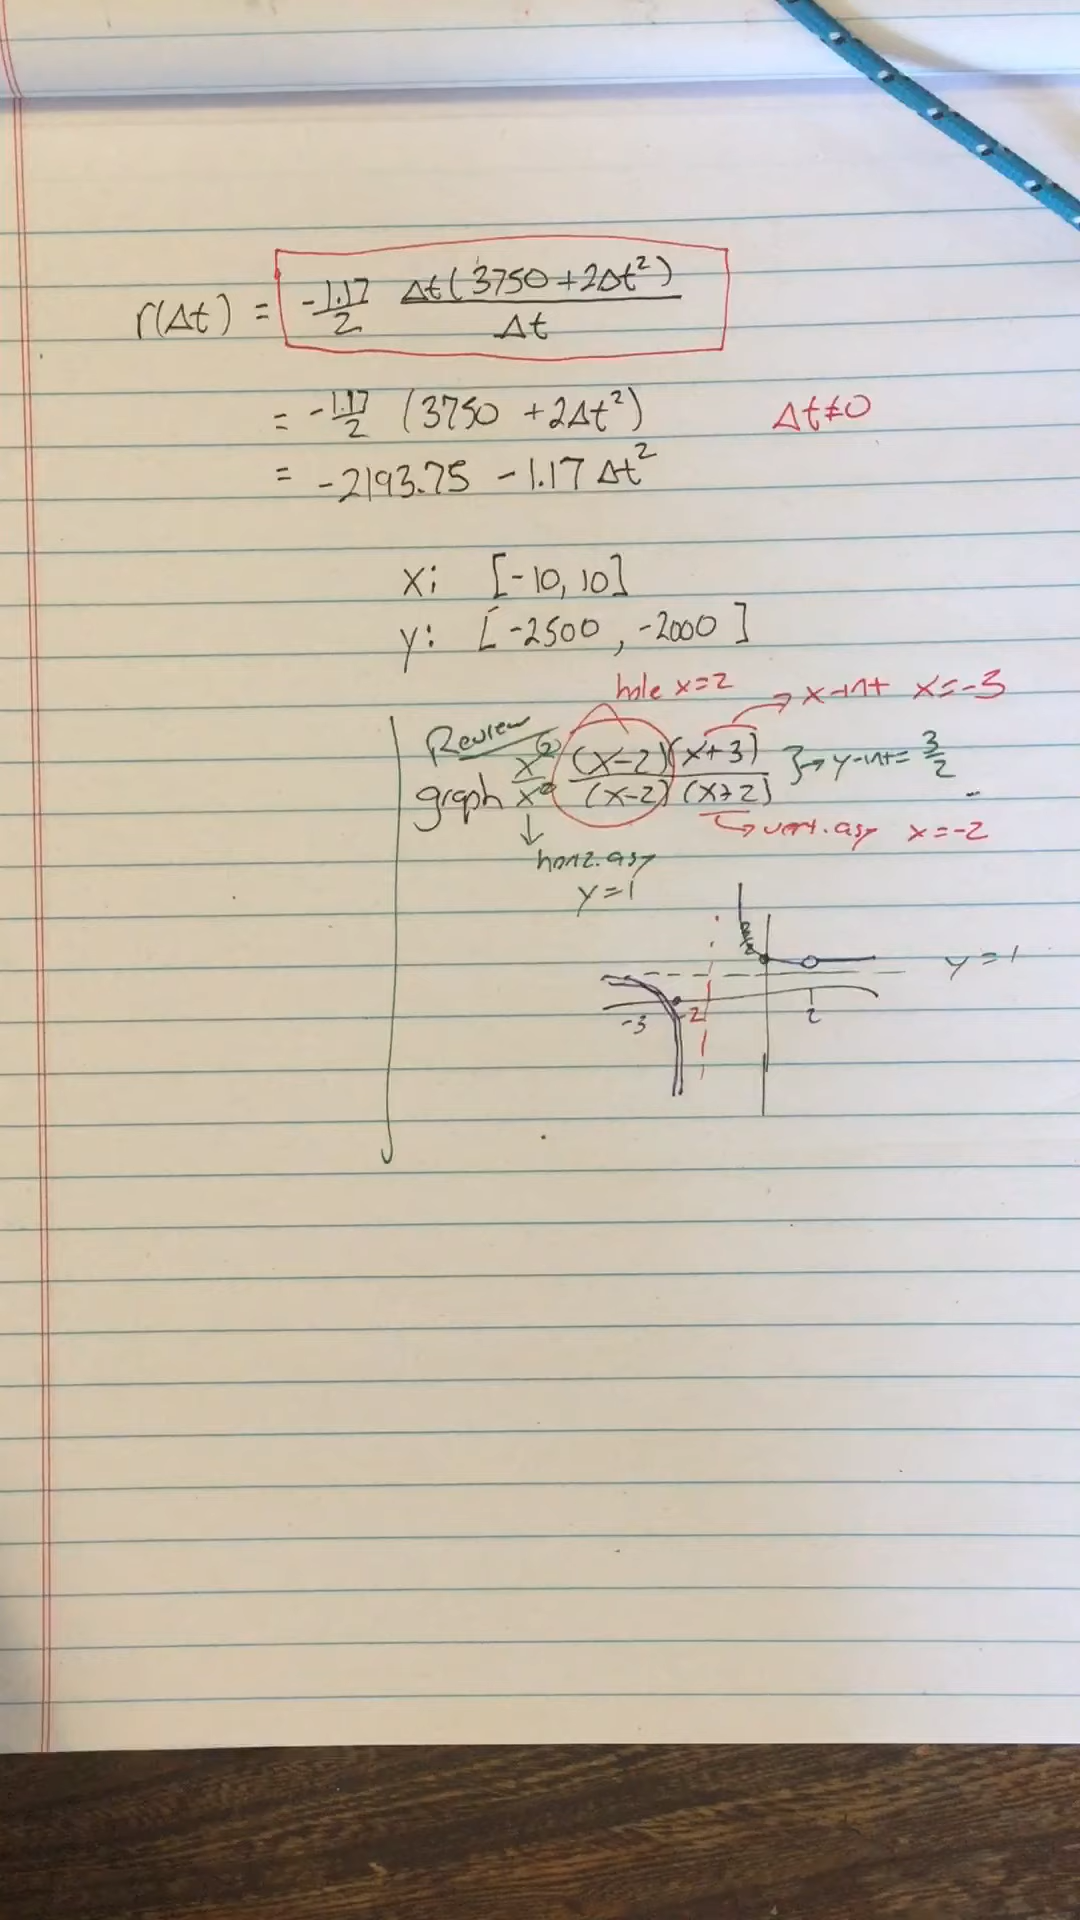 r(Δt) = -1.17/2 Δt(3750+2Δt²)/Δt
= -1.17/2 (3750 +2Δt²) Δt≠0
= -2193.75 -1.17Δt²
x: [-10, 10]
y: [-2500, -2000]
hole x=2 → x-int x=-3
Review
graph x²/x² (x-2)(x+3)/(x-2)(x+2) }→ y-int= 3/2
→ vert. asy x=-2
↓ horiz. asy
y=1
y=1
-3 -2 2